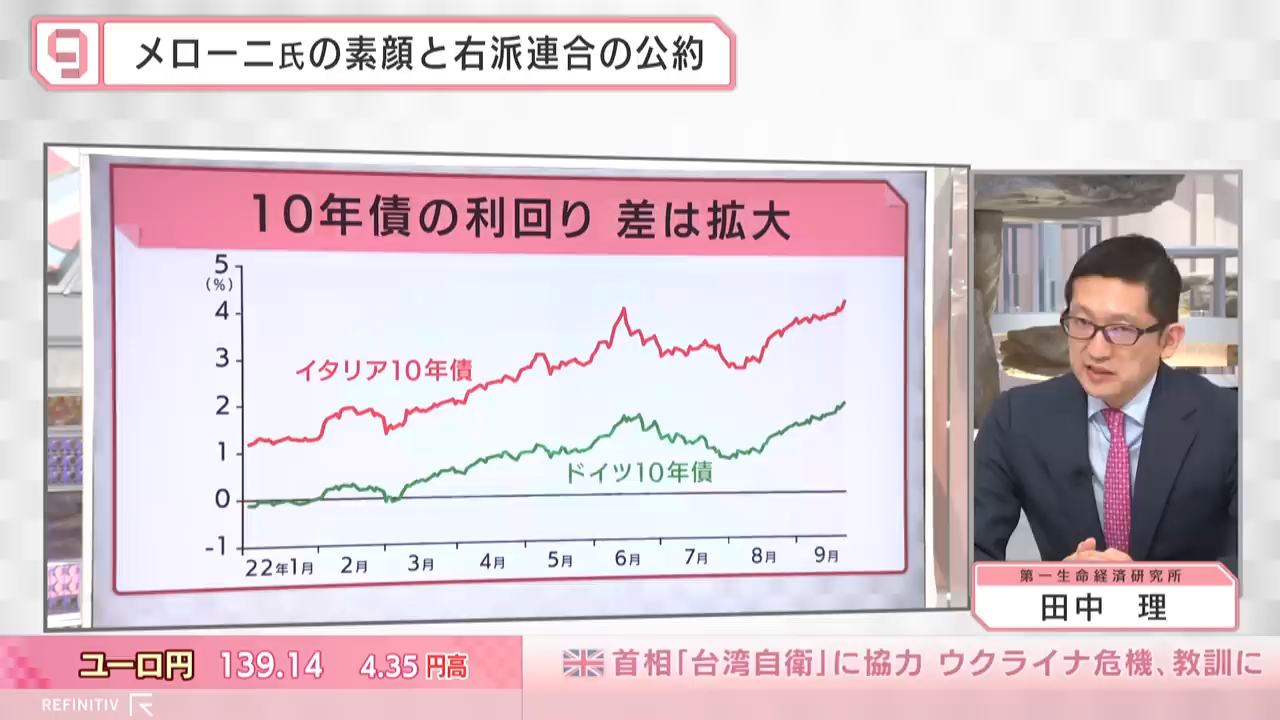 9
メローニ氏の素顔と右派連合の公約
10年債の利回り 差は拡大
5
(%)
4
3
2
1
0
-1
イタリア10年債
ドイツ10年債
22年1月 2月 3月 4月 5月 6月 7月 8月 9月
第一生命経済研究所
田中 理
ユーロ円 139.14 4.35円高
首相「台湾自衛」に協力 ウクライナ危機、教訓に
REFINITIV